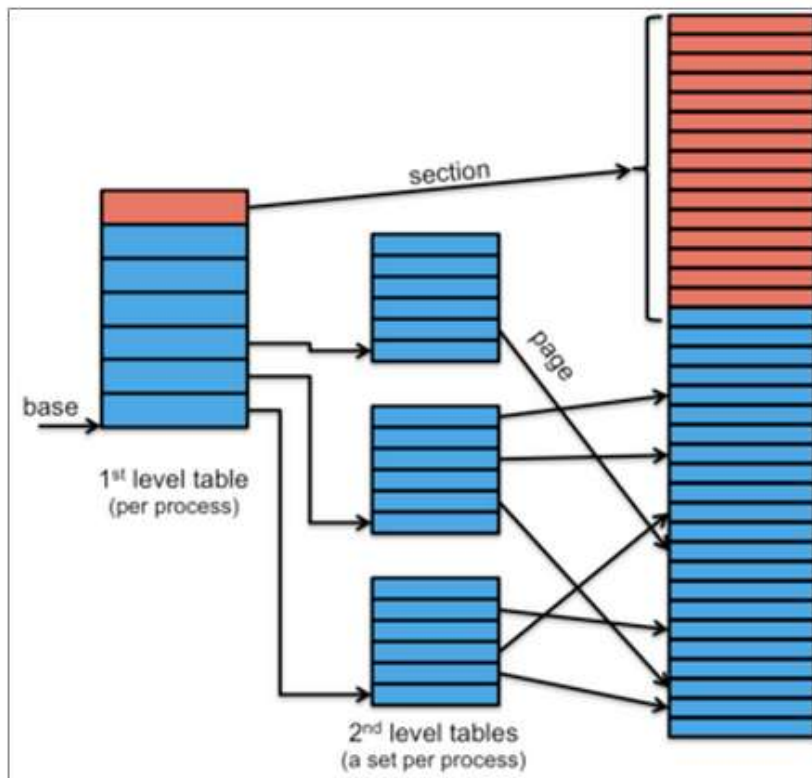 section
page
base
1st level table
(per process)
2nd level tables
(a set per process)